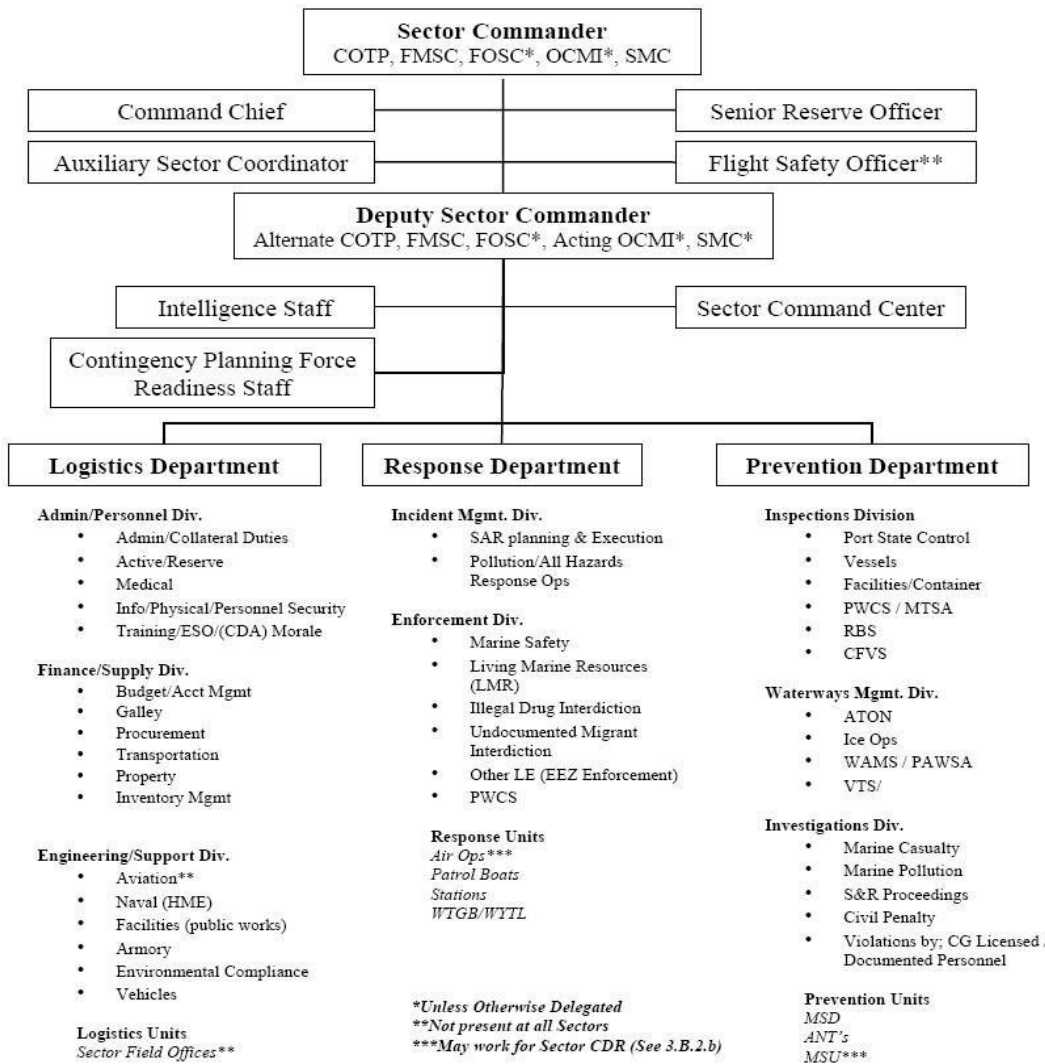 Sector Commander
COTP, FMSC, FOSC*, OCMI*, SMC
Command Chief
Senior Reserve Officer
Auxiliary Sector Coordinator
Flight Safety Officer**
Deputy Sector Commander
Alternate COTP, FMSC, FOSC*, Acting OCMI*, SMC*
Intelligence Staff
Sector Command Center
Contingency Planning Force
Readiness Staff
Logistics Department
Admin/Personnel Div.
• Admin/Collateral Duties
• Active/Reserve
• Medical
• Info/Physical/Personnel Security
• Training/ESO/(CDA) Morale
Finance/Supply Div.
• Budget/Acct Mgmt
• Galley
• Procurement
• Transportation
• Property
• Inventory Mgmt
Engineering/Support Div.
• Aviation**
• Naval (HME)
• Facilities (public works)
• Armory
• Environmental Compliance
• Vehicles
Logistics Units
Sector Field Offices**
Response Department
Incident Mgmt. Div.
• SAR planning & Execution
• Pollution/All Hazards
Response Ops
Enforcement Div.
• Marine Safety
• Living Marine Resources
(LMR)
• Illegal Drug Interdiction
• Undocumented Migrant
Interdiction
• Other LE (EEZ Enforcement)
• PWCS
Response Units
Air Ops***
Patrol Boats
Stations
WTGB/WYTL
*Unless Otherwise Delegated
**Not present at all Sectors
***May work for Sector CDR (See 3.B.2.b)
Prevention Department
Inspections Division
• Port State Control
• Vessels
• Facilities/Container
• PWCS / MTSA
• RBS
• CFVS
Waterways Mgmt. Div.
• ATON
• Ice Ops
• WAMS / PAWSA
• VTS/
Investigations Div.
• Marine Casualty
• Marine Pollution
• S&R Proceedings
• Civil Penalty
• Violations by; CG Licensed
Documented Personnel
Prevention Units
MSD
ANT's
MSU***